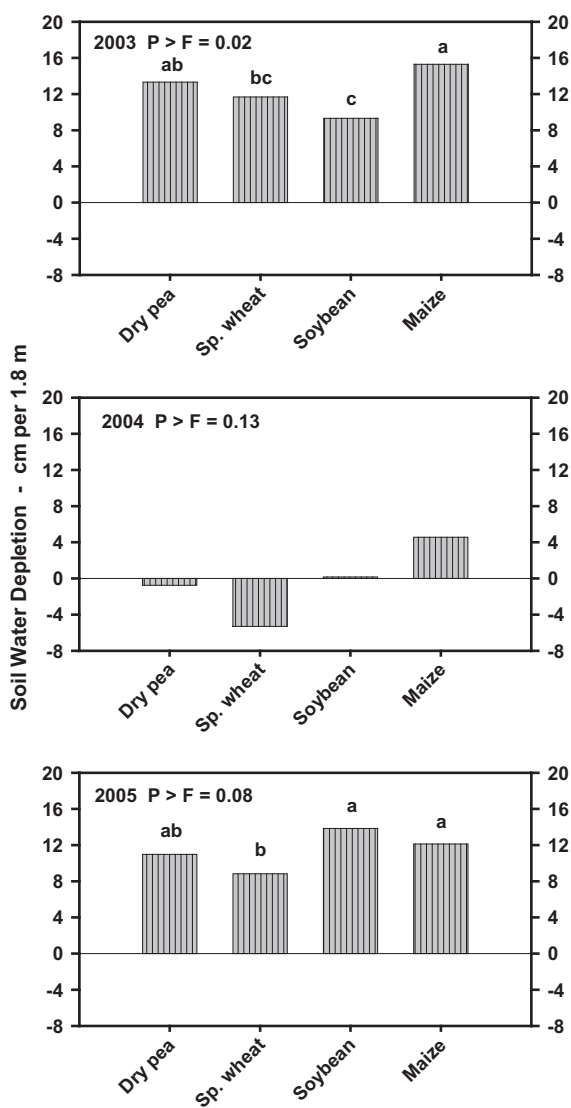 Soil Water Depletion - cm per 1.8 m
2003 P > F = 0.02
20
16
12
8
4
0
-4
-8
ab
bc
c
a
20
16
12
8
4
0
-4
-8
Dry pea
Sp. wheat
Soybean
Maize
2004 P > F = 0.13
20
16
12
8
4
0
-4
-8
20
16
12
8
4
0
-4
-8
Dry pea
Sp. wheat
Soybean
Maize
2005 P > F = 0.08
20
16
12
8
4
0
-4
-8
ab
b
a
a
20
16
12
8
4
0
-4
-8
Dry pea
Sp. wheat
Soybean
Maize